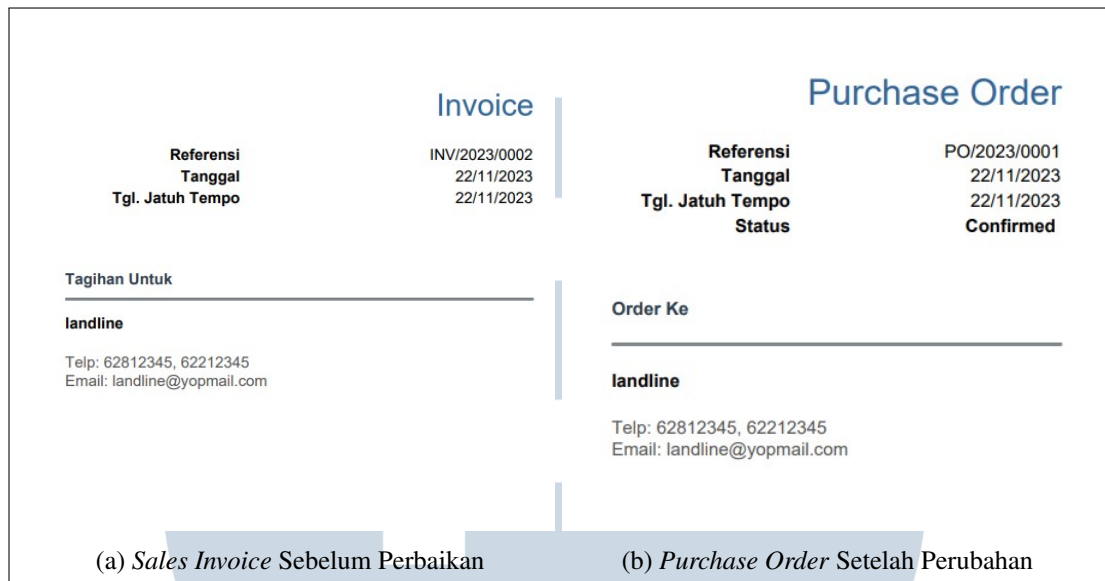 Invoice
Referensi INV/2023/0002
Tanggal 22/11/2023
Tgl. Jatuh Tempo 22/11/2023
Tagihan Untuk
landline
Telp: 62812345, 62212345
Email: landline@yopmail.com
(a) Sales Invoice Sebelum Perbaikan
Purchase Order
Referensi PO/2023/0001
Tanggal 22/11/2023
Tgl. Jatuh Tempo 22/11/2023
Status Confirmed
Order Ke
landline
Telp: 62812345, 62212345
Email: landline@yopmail.com
(b) Purchase Order Setelah Perubahan